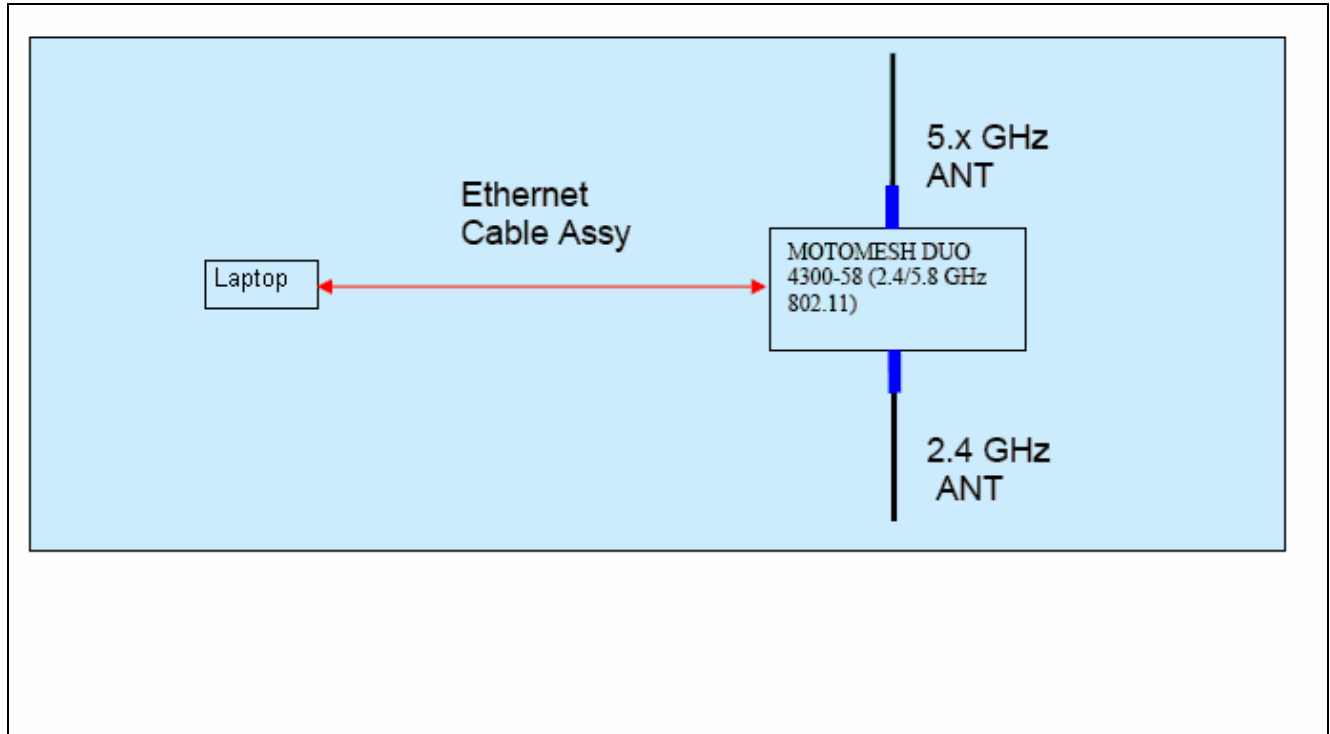 5.x GHz
ANT
Ethernet
Cable Assy
Laptop
MOTOMESH DUO
4300-58 (2.4/5.8 GHz
802.11)
2.4 GHz
ANT